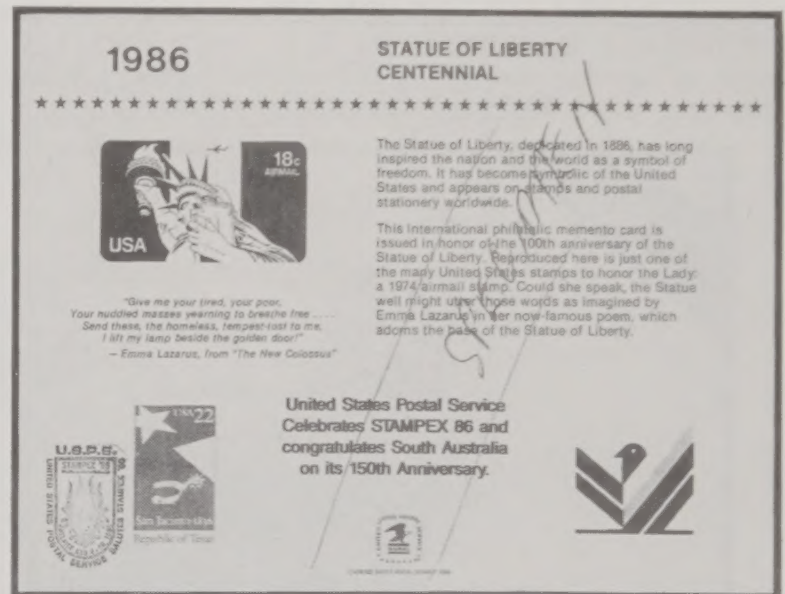 1986
STATUE OF LIBERTY
CENTENNIAL
18c
AIRMAIL
USA
The Statue of Liberty, dedicated in 1886, has long
inspired the nation and the world as a symbol of
freedom. It has become symbolic of the United
States and appears on stamps and postal
stationery worldwide.
This international philatelic memento card is
issued in honor of the 100th anniversary of the
Statue of Liberty. Reproduced here is just one of
the many United States stamps to honor the Lady:
a 1974 airmail stamp. Could she speak, the Statue
well might utter those words as imagined by
Emma Lazarus in her now-famous poem, which
adorns the base of the Statue of Liberty.
SPECIMEN
"Give me your tired, your poor,
Your huddled masses yearning to breathe free .....
Send these, the homeless, tempest-tost to me,
I lift my lamp beside the golden door!"
— Emma Lazarus, from "The New Colossus"
United States Postal Service
Celebrates STAMPEX 86 and
congratulates South Australia
on its 150th Anniversary.
U.S.P.S.
STAMPEX '86
UNITED STATES POSTAL SERVICE SALUTES STAMPEX '86
USA 22
San Jacinto 1836
Republic of Texas